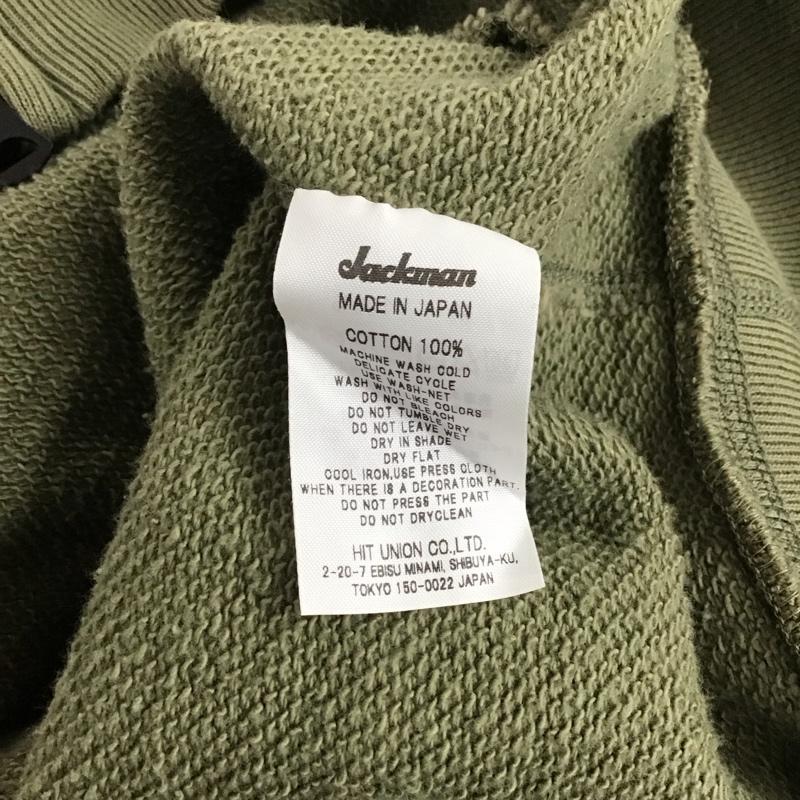 Jackman
MADE IN JAPAN
COTTON 100%
MACHINE WASH COLD
DELICATE CYCLE
USE WASH-NET
WASH WITH LIKE COLORS
DO NOT BLEACH
DO NOT TUMBLE DRY
DO NOT LEAVE WET
DRY IN SHADE
DRY FLAT
COOL IRON,USE PRESS CLOTH
WHEN THERE IS A DECORATION PART,
DO NOT PRESS THE PART
DO NOT DRYCLEAN
HIT UNION CO.,LTD.
2-20-7 EBISU MINAMI, SHIBUYA-KU,
TOKYO 150-0022 JAPAN